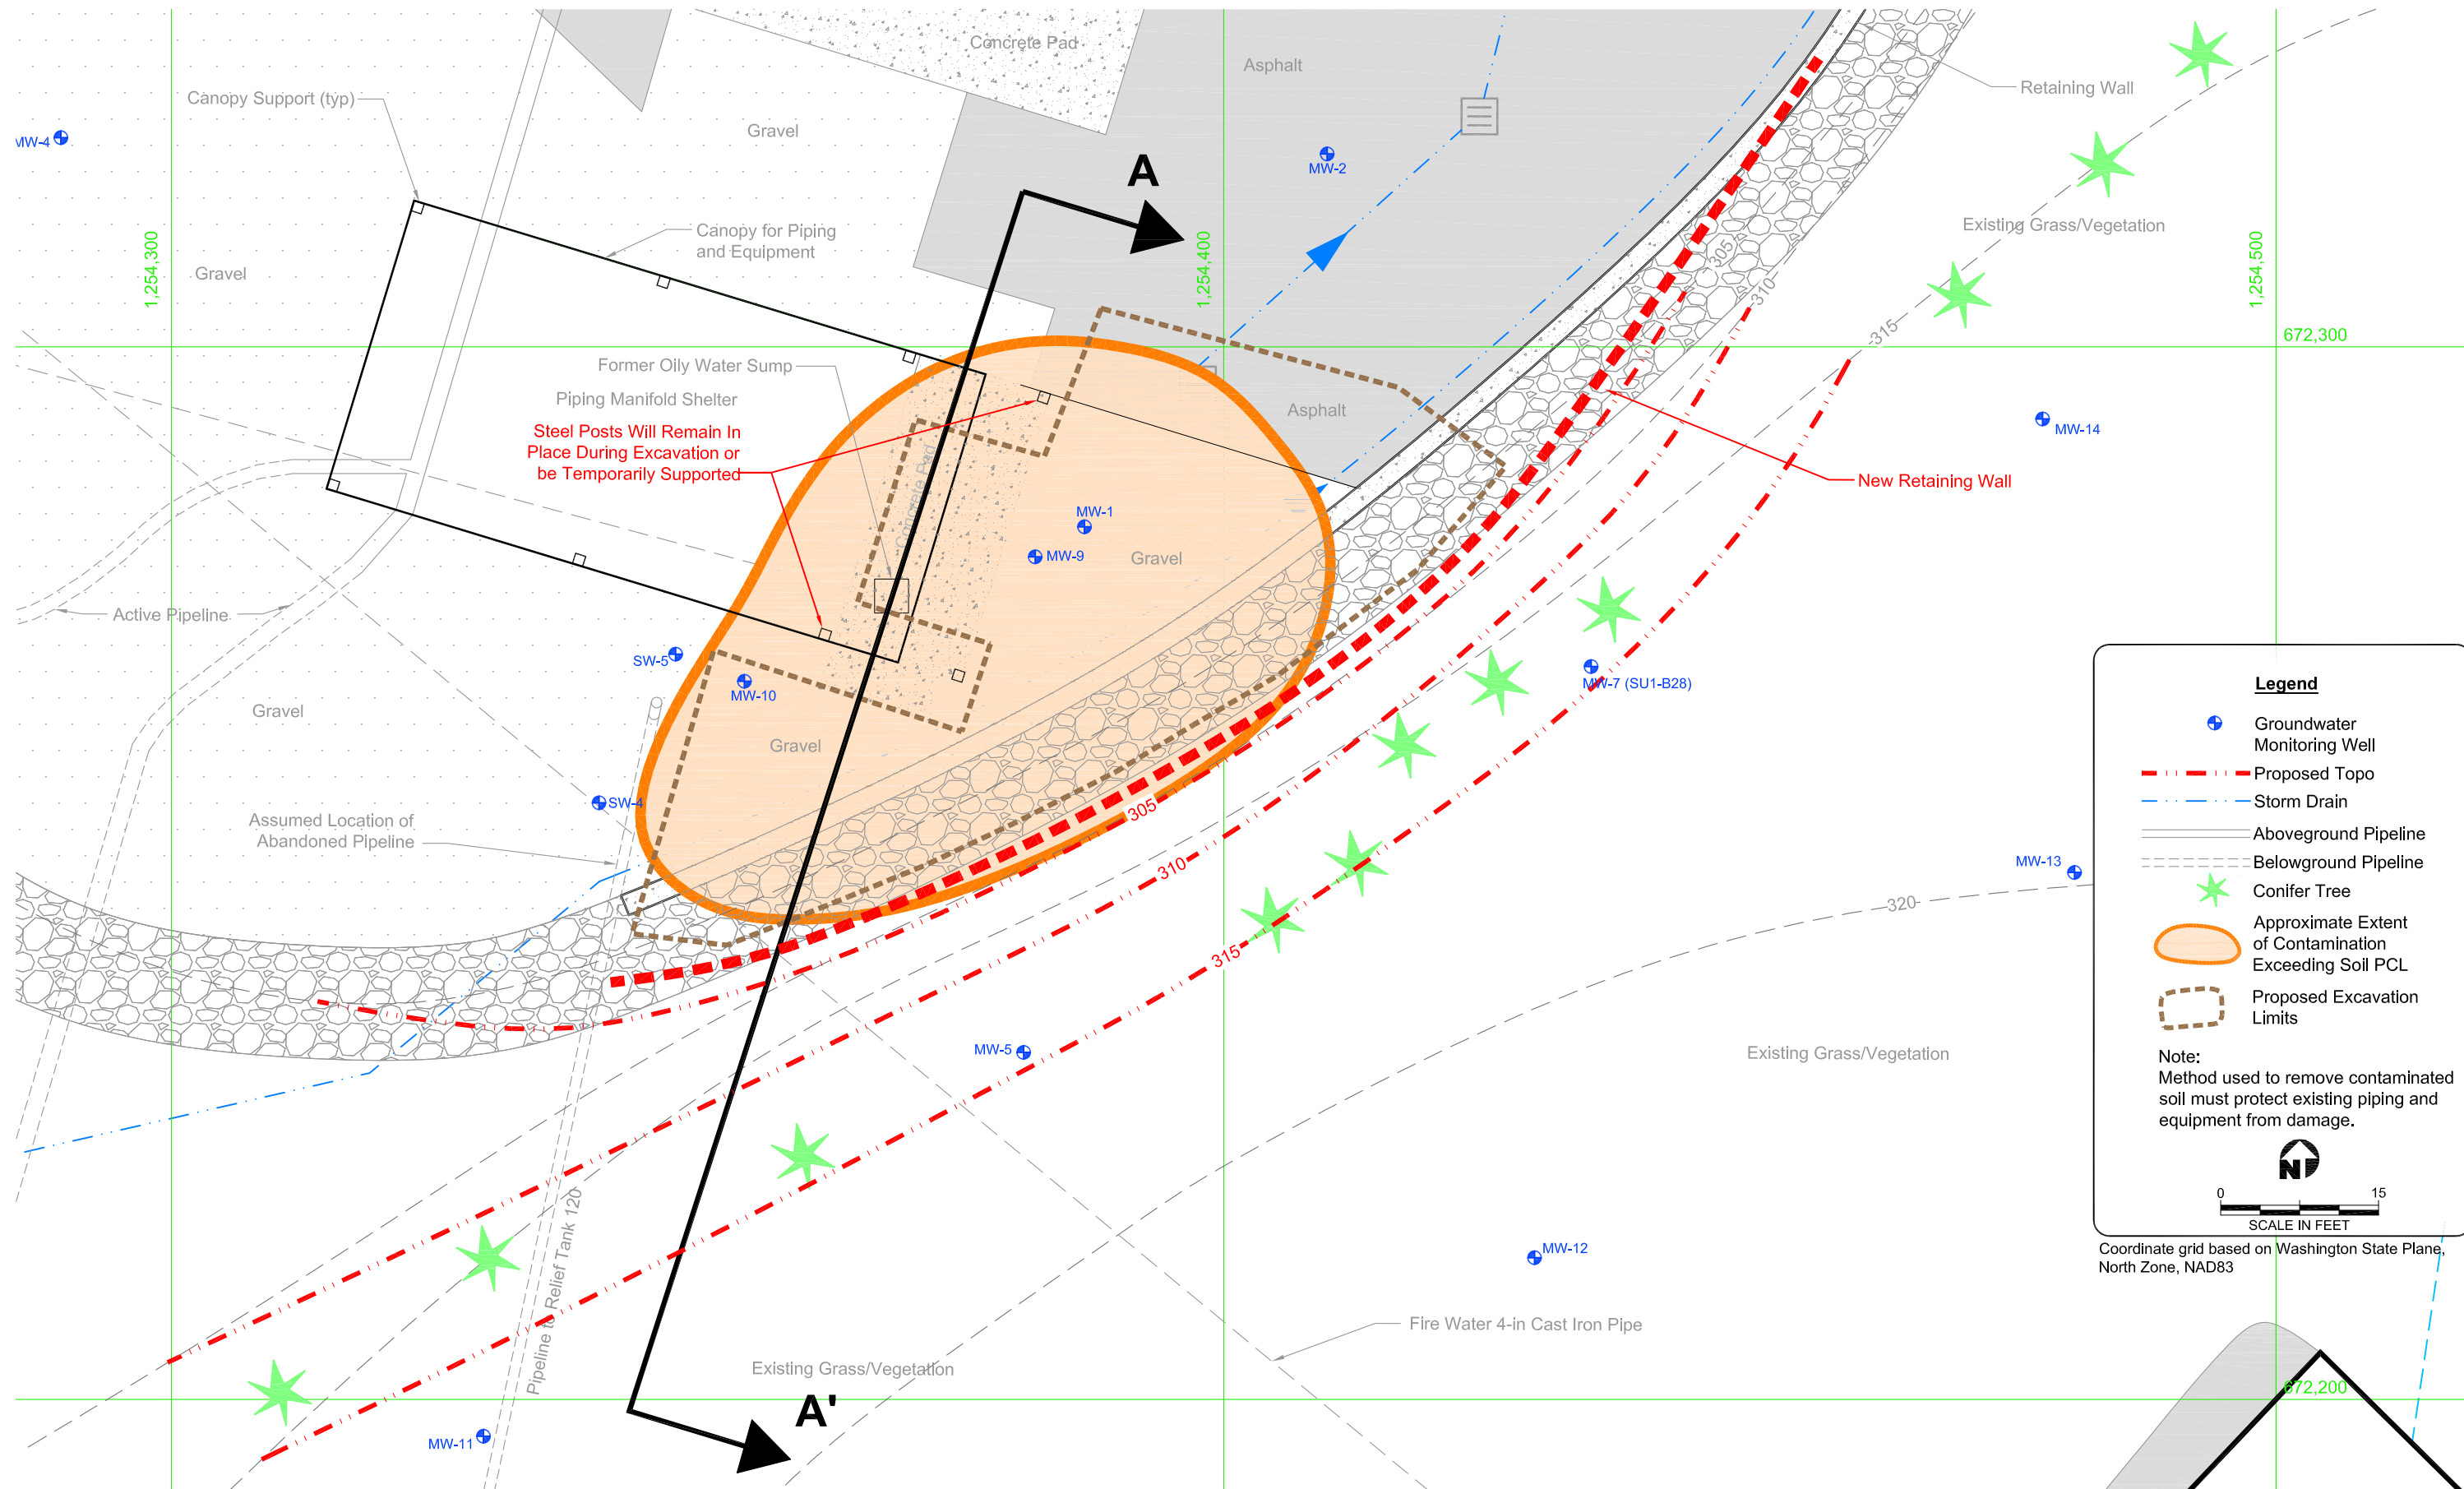 Concrete Pad
Asphalt
Canopy Support (typ)
Retaining Wall
Gravel
MW-4
MW-2
A
Canopy for Piping
and Equipment
Existing Grass/Vegetation
1,254,300
1,254,400
1,254,500
Gravel
305
310
315
672,300
Former Oily Water Sump
Piping Manifold Shelter
Asphalt
Steel Posts Will Remain In
Place During Excavation or
be Temporarily Supported
Concrete Pad
MW-14
New Retaining Wall
MW-1
MW-9
Gravel
Active Pipeline
SW-5
MW-10
MW-7 (SU1-B28)
Gravel
Gravel
SW-4
305
Assumed Location of
Abandoned Pipeline
310
MW-13
320
315
MW-5
Existing Grass/Vegetation
Pipeline to Relief Tank 120
MW-12
Fire Water 4-in Cast Iron Pipe
Existing Grass/Vegetation
A'
MW-11
672,200
Legend
Groundwater
Monitoring Well
Proposed Topo
Storm Drain
Aboveground Pipeline
Belowground Pipeline
Conifer Tree
Approximate Extent
of Contamination
Exceeding Soil PCL
Proposed Excavation
Limits
Note:
Method used to remove contaminated
soil must protect existing piping and
equipment from damage.
N
0 15
SCALE IN FEET
Coordinate grid based on Washington State Plane,
North Zone, NAD83